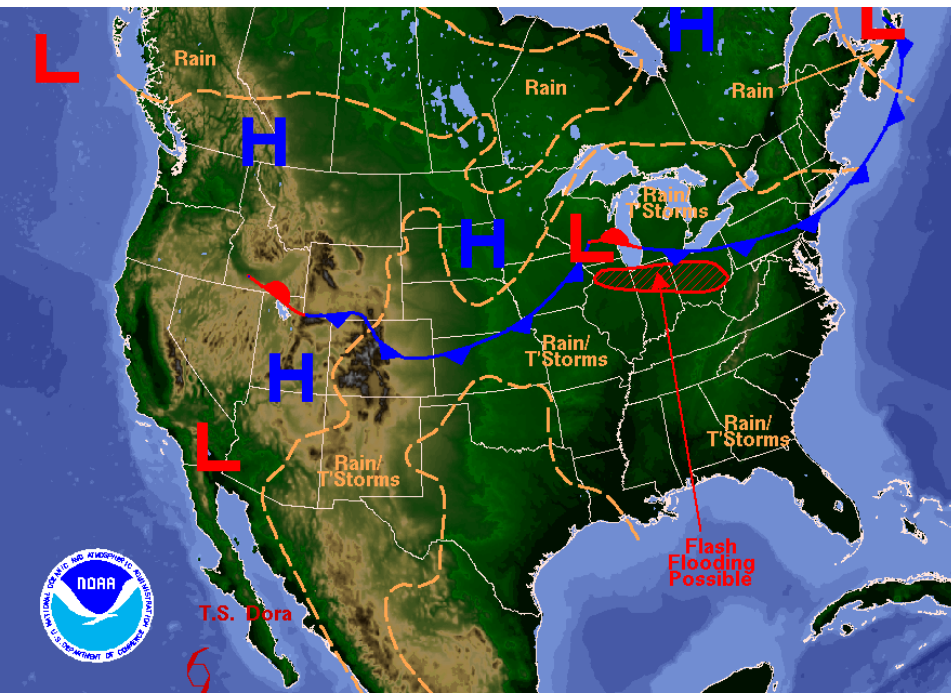 L
L
H
Rain
Rain
Rain
H
Rain/
T'Storms
H
L
H
Rain/
T'Storms
L
Rain/
T'Storms
Rain/
T'Storms
Flash
Flooding
Possible
NATIONAL OCEANIC AND ATMOSPHERIC ADMINISTRATION
NOAA
U.S. DEPARTMENT OF COMMERCE
T.S. Dora